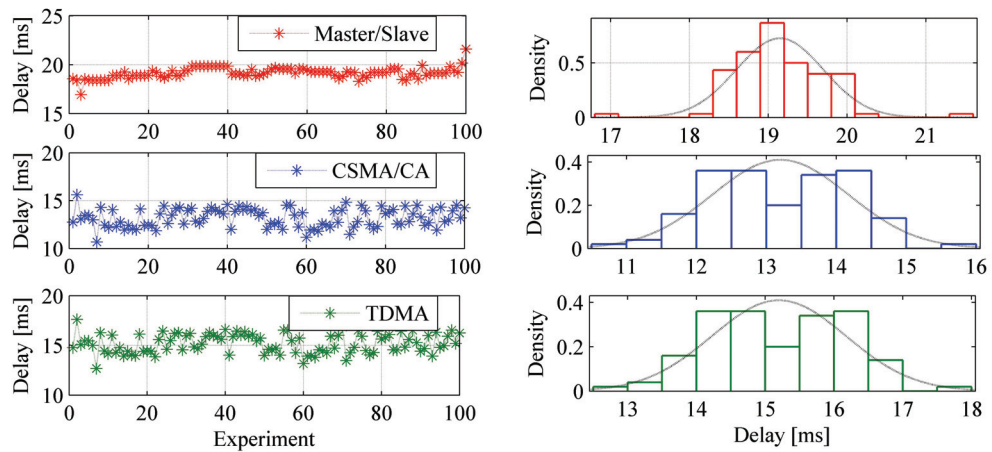 25
20
15
Delay [ms]
Master/Slave
0 20 40 60 80 100
Density
0.5
0
17 18 19 20 21
20
15
10
Delay [ms]
CSMA/CA
0 20 40 60 80 100
Density
0.4
0.2
0
11 12 13 14 15 16
20
15
10
Delay [ms]
TDMA
0 20 40 60 80 100
Experiment
Density
0.4
0.2
0
13 14 15 16 17 18
Delay [ms]